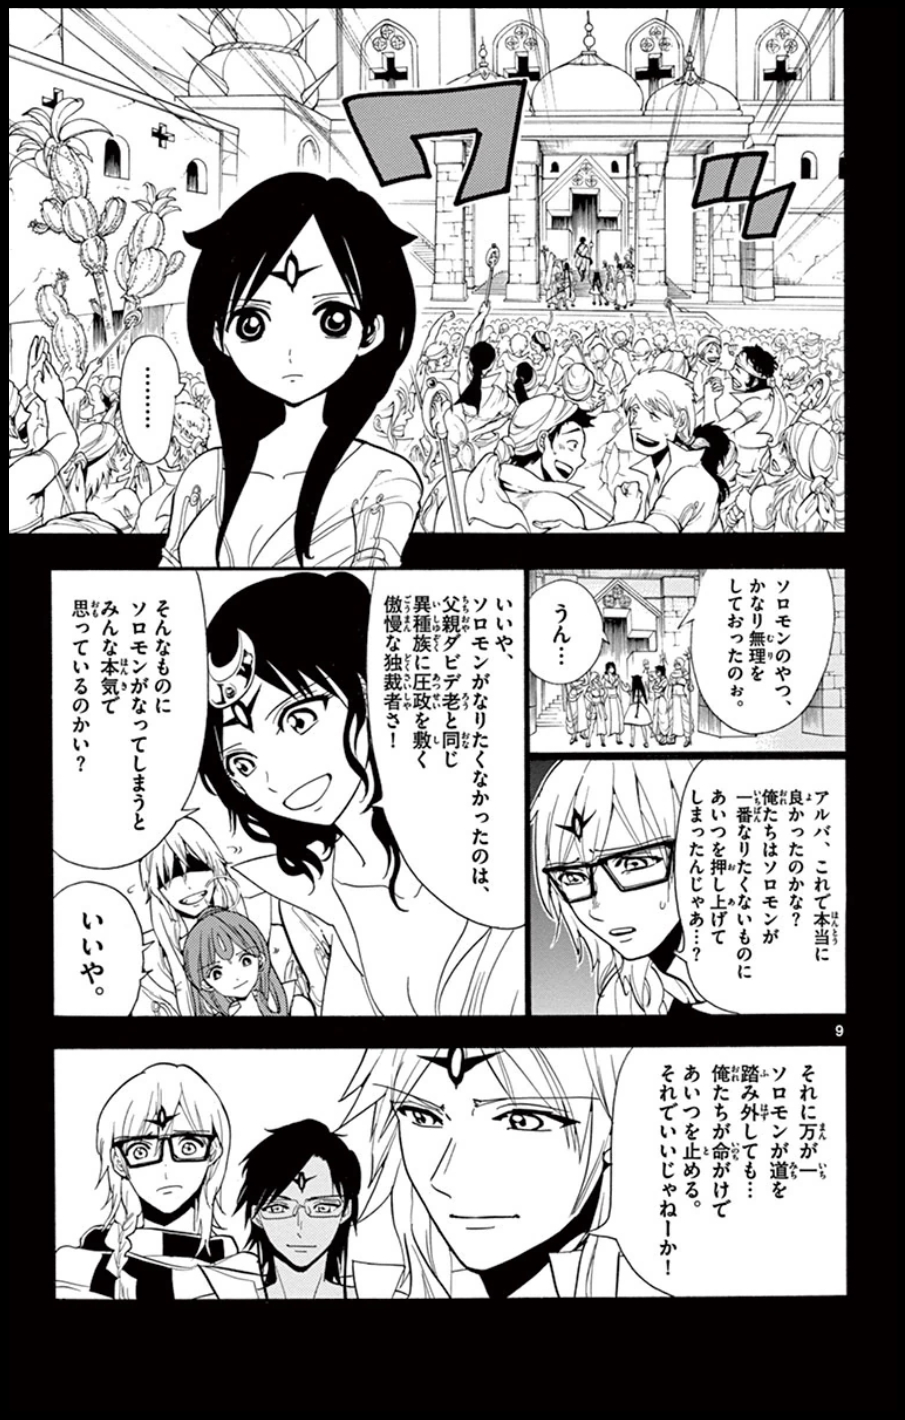 ワッ
………
ソロモンのやつ、
かなり無理を
しておったのぉ。
うん…
アルバ、これで本当に
良かったのかな？
俺たちはソロモンが
一番なりたくないものに
あいつを押し上げて
しまったんじゃあ…？
いいや、
ソロモンがなりたくなかったのは、
父親ダビデ老と同じ
異種族に圧政を敷く
傲慢な独裁者さ！
そんなものに
ソロモンがなってしまうと
みんな本気で
思っているのかい？
いいや。
9
それに万が一
ソロモンが道を
踏み外しても…
俺たちが命がけで
あいつを止める。
それでいいじゃねーか！